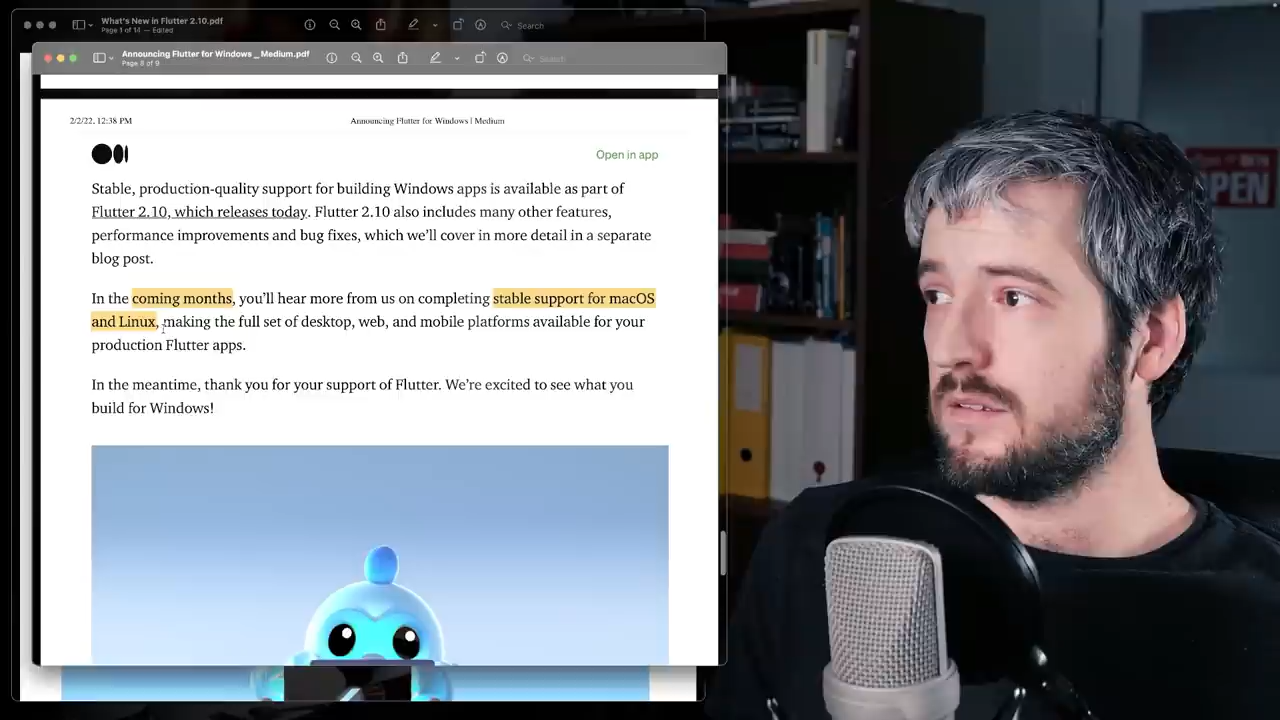 What's New in Flutter 2.10.pdf
Page 1 of 14 — Edited
Search
Announcing Flutter for Windows _ Medium.pdf
Page 8 of 9
Search
2/2/22, 12:38 PM
Announcing Flutter for Windows | Medium
Open in app
Stable, production-quality support for building Windows apps is available as part of
Flutter 2.10, which releases today. Flutter 2.10 also includes many other features,
performance improvements and bug fixes, which we'll cover in more detail in a separate
blog post.
In the coming months, you'll hear more from us on completing stable support for macOS
and Linux, making the full set of desktop, web, and mobile platforms available for your
production Flutter apps.
In the meantime, thank you for your support of Flutter. We're excited to see what you
build for Windows!
OPEN